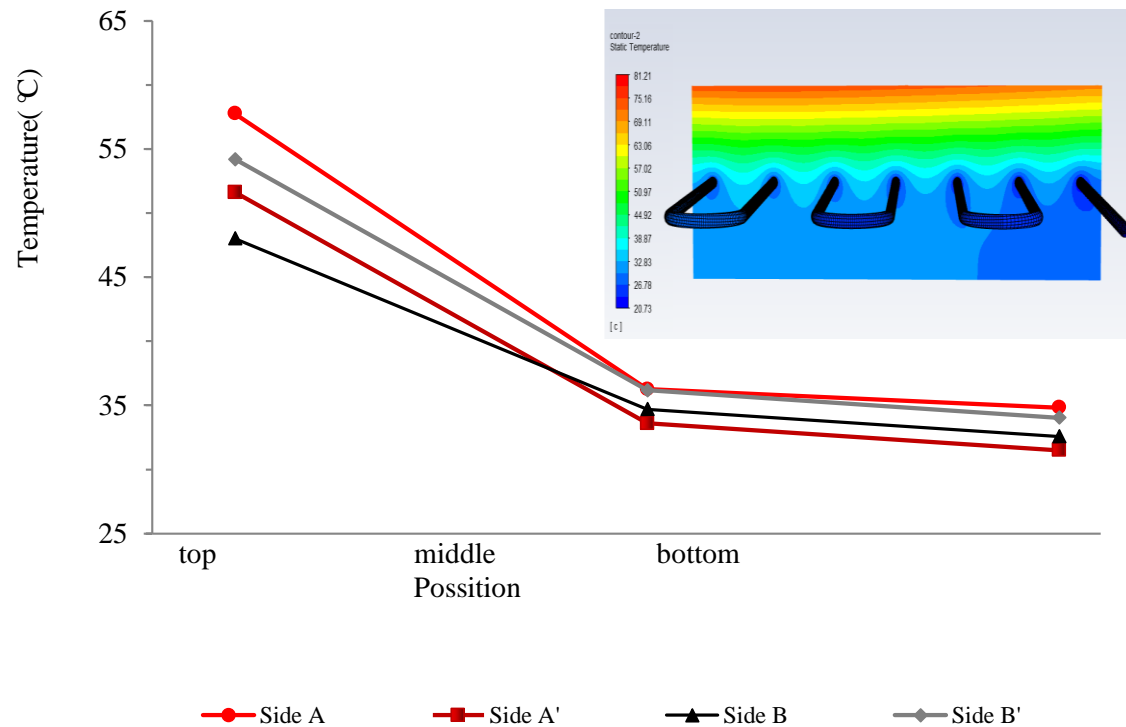 65
55
45
35
25
Temperature( ℃)
contour-2
Static Temperature
81.21
75.16
69.11
63.06
57.02
50.97
44.92
38.87
32.83
26.78
20.73
[ c ]
top middle bottom
Possition
Side A Side A' Side B Side B'